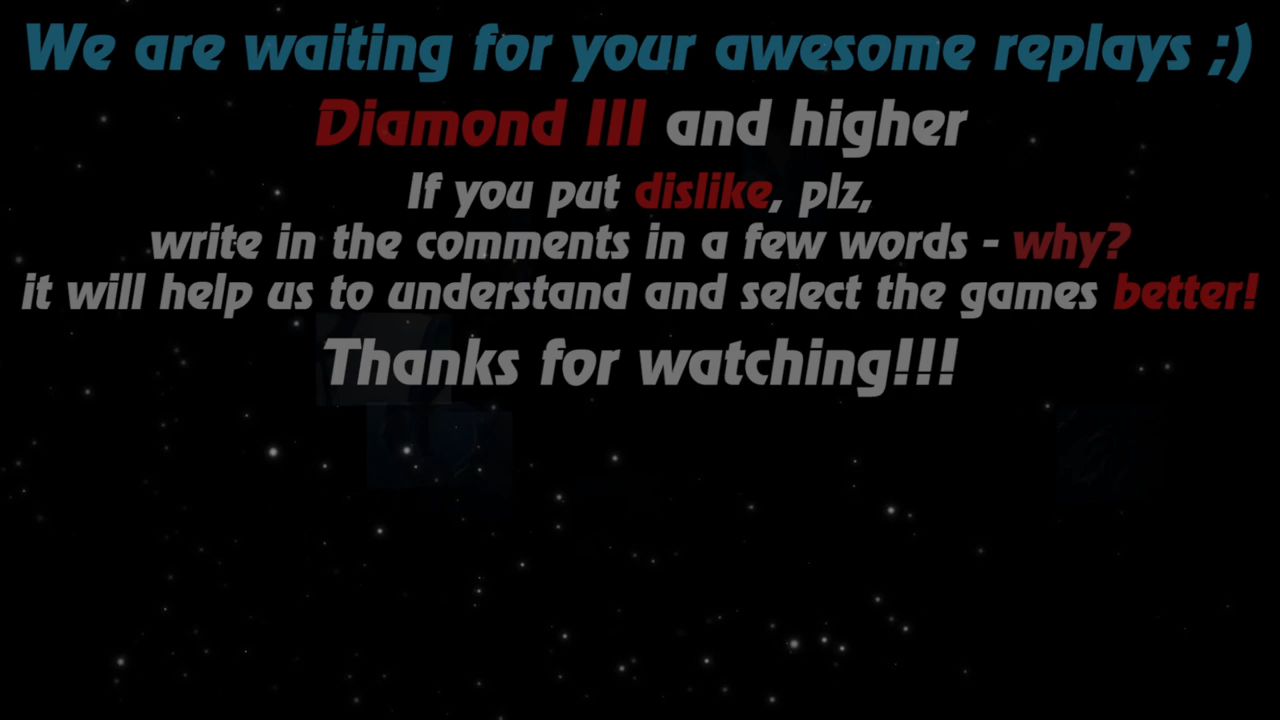 We are waiting for your awesome replays ;)
Diamond III and higher
If you put dislike, plz,
write in the comments in a few words - why?
it will help us to understand and select the games better!
Thanks for watching!!!